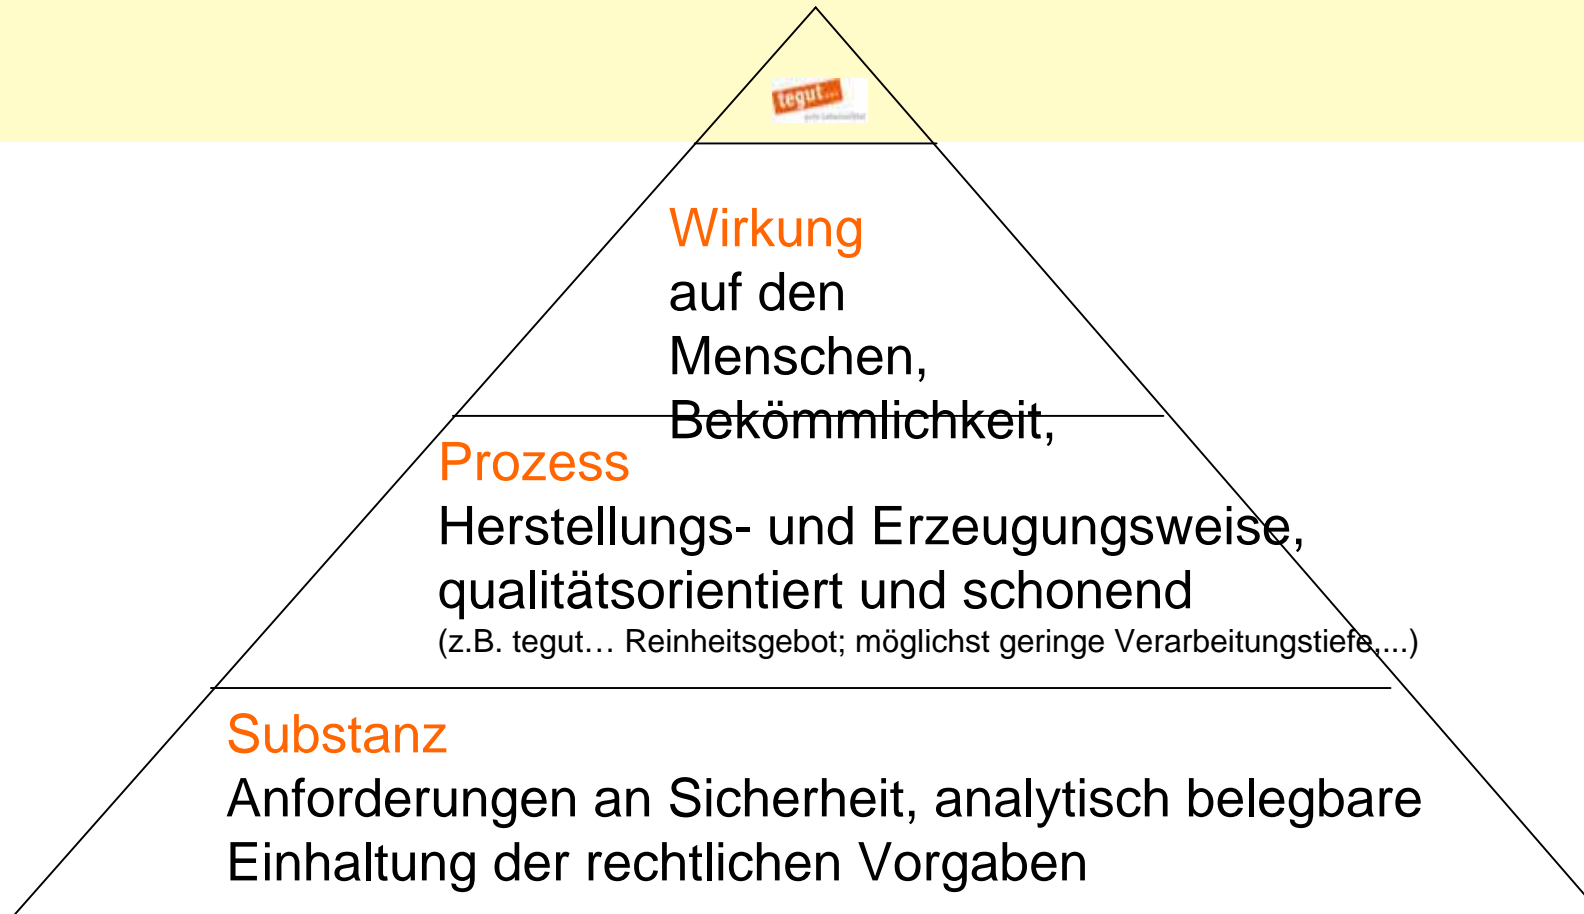 tegut...
Wirkung
auf den
Menschen,
Bekömmlichkeit,
Prozess
Herstellungs- und Erzeugungsweise,
qualitätsorientiert und schonend
(z.B. tegut… Reinheitsgebot; möglichst geringe Verarbeitungstiefe,...)
Substanz
Anforderungen an Sicherheit, analytisch belegbare
Einhaltung der rechtlichen Vorgaben